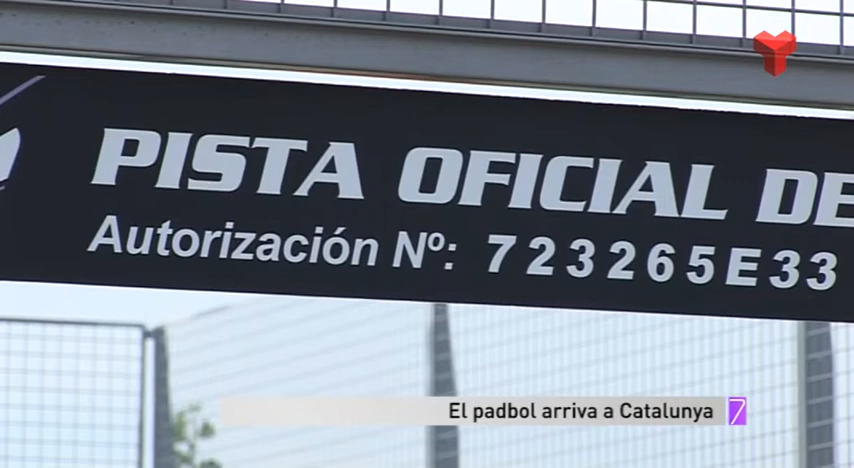 PISTA OFICIAL DE
Autorización Nº: 723265E33
El padbol arriva a Catalunya 7